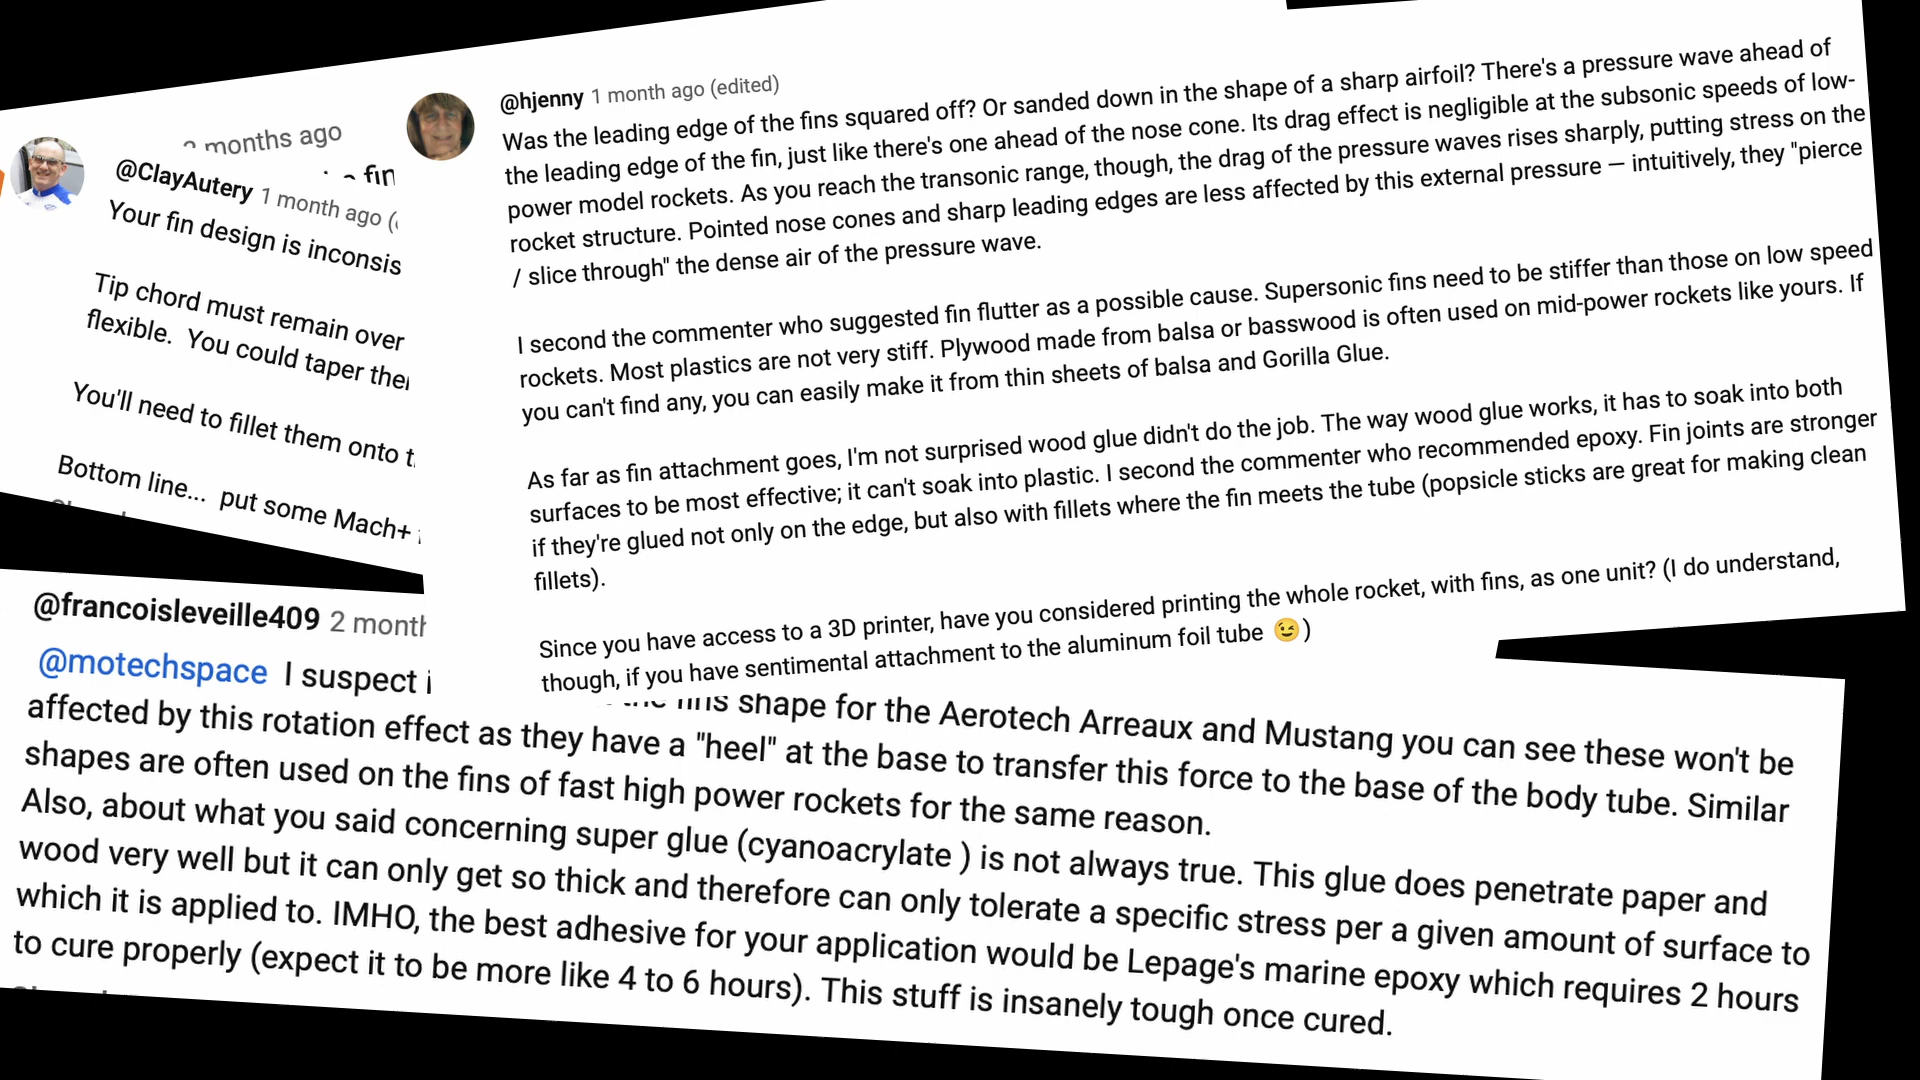 months ago
fin
@ClayAutery 1 month ago (
Your fin design is inconsis
Tip chord must remain over
flexible. You could taper
You'll need to fillet them onto
Bottom line... put some Mach+
@hjenny 1 month ago (edited)
Was the leading edge of the fins squared off? Or sanded down in the shape of a sharp airfoil? There's a pressure wave ahead of
the leading edge of the fin, just like there's one ahead of the nose cone. Its drag effect is negligible at the subsonic speeds of low-
power model rockets. As you reach the transonic range, though, the drag of the pressure waves rises sharply, putting stress on the
rocket structure. Pointed nose cones and sharp leading edges are less affected by this external pressure — intuitively, they "pierce
/ slice through" the dense air of the pressure wave.
I second the commenter who suggested fin flutter as a possible cause. Supersonic fins need to be stiffer than those on low speed
rockets. Most plastics are not very stiff. Plywood made from balsa or basswood is often used on mid-power rockets like yours. If
you can't find any, you can easily make it from thin sheets of balsa and Gorilla Glue.
As far as fin attachment goes, I'm not surprised wood glue didn't do the job. The way wood glue works, it has to soak into both
surfaces to be most effective; it can't soak into plastic. I second the commenter who recommended epoxy. Fin joints are stronger
if they're glued not only on the edge, but also with fillets where the fin meets the tube (popsicle sticks are great for making clean
fillets).
Since you have access to a 3D printer, have you considered printing the whole rocket, with fins, as one unit? (I do understand,
though, if you have sentimental attachment to the aluminum foil tube 😉)
@francoisleveille409 2 month
@motechspace I suspect
fins shape for the Aerotech Arreaux and Mustang you can see these won't be
affected by this rotation effect as they have a "heel" at the base to transfer this force to the base of the body tube. Similar
shapes are often used on the fins of fast high power rockets for the same reason.
Also, about what you said concerning super glue (cyanoacrylate ) is not always true. This glue does penetrate paper and
wood very well but it can only get so thick and therefore can only tolerate a specific stress per a given amount of surface to
which it is applied to. IMHO, the best adhesive for your application would be Lepage's marine epoxy which requires 2 hours
to cure properly (expect it to be more like 4 to 6 hours). This stuff is insanely tough once cured.